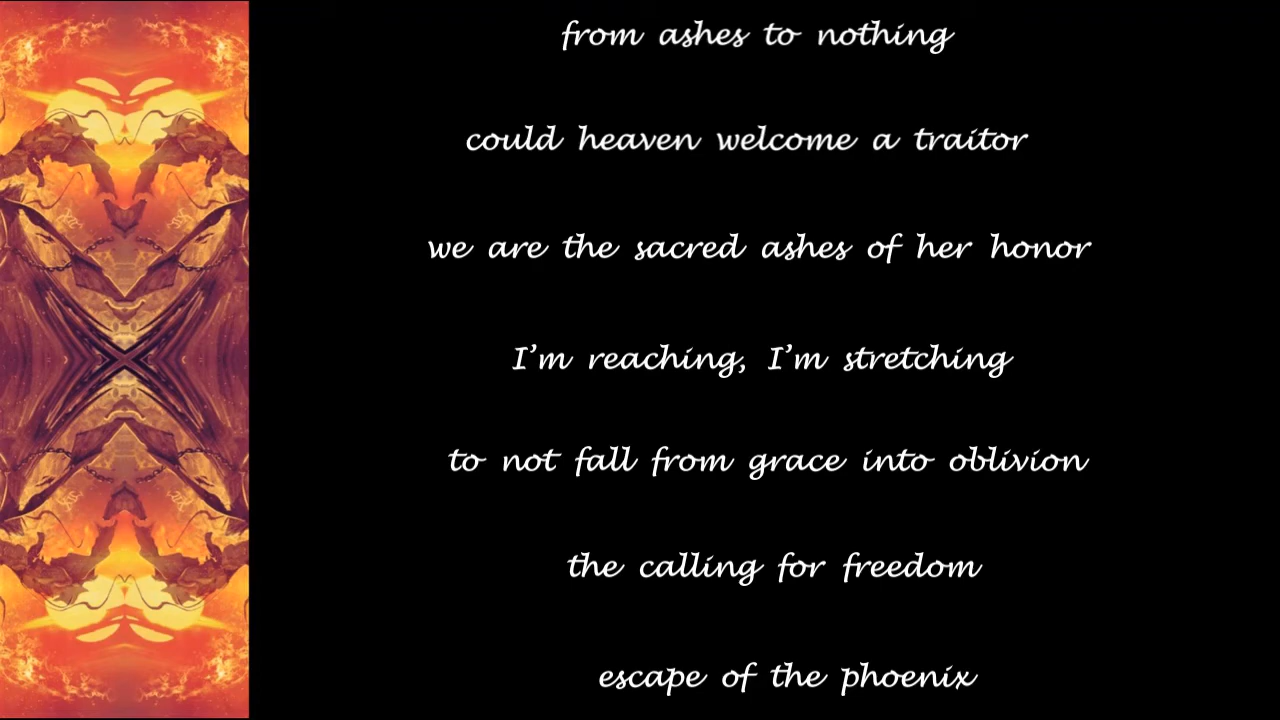 from ashes to nothing
could heaven welcome a traitor
we are the sacred ashes of her honor
I’m reaching, I’m stretching
to not fall from grace into oblivion
the calling for freedom
escape of the phoenix